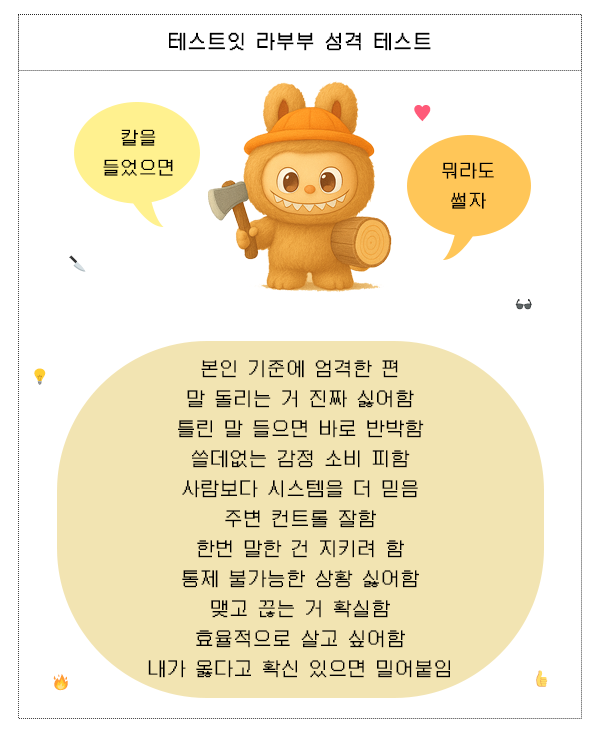 테스트잇 라부부 성격 테스트
칼을
들었으면
뭐라도
썰자
본인 기준에 엄격한 편
말 돌리는 거 진짜 싫어함
틀린 말 들으면 바로 반박함
쓸데없는 감정 소비 피함
사람보다 시스템을 더 믿음
주변 컨트롤 잘함
한번 말한 건 지키려 함
통제 불가능한 상황 싫어함
맺고 끊는 거 확실함
효율적으로 살고 싶어함
내가 옳다고 확신 있으면 밀어붙임